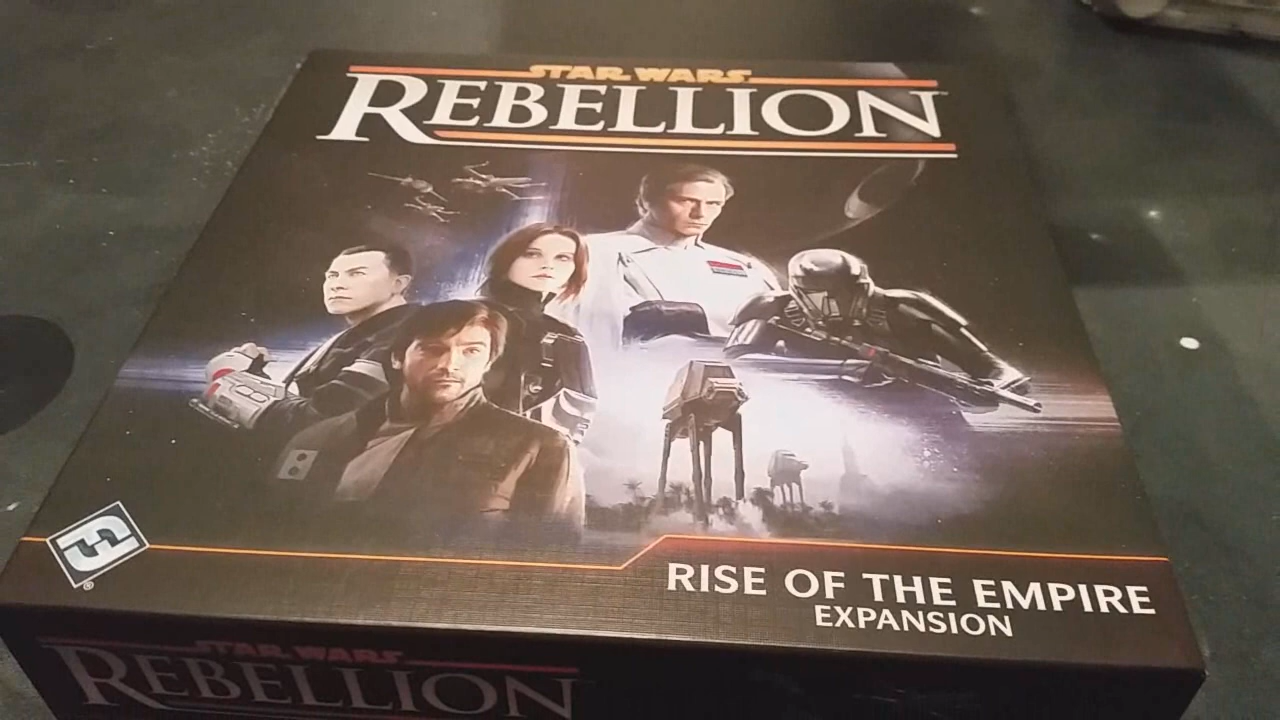 STAR WARS
REBELLION
RISE OF THE EMPIRE
EXPANSION
STAR WARS
REBELLION